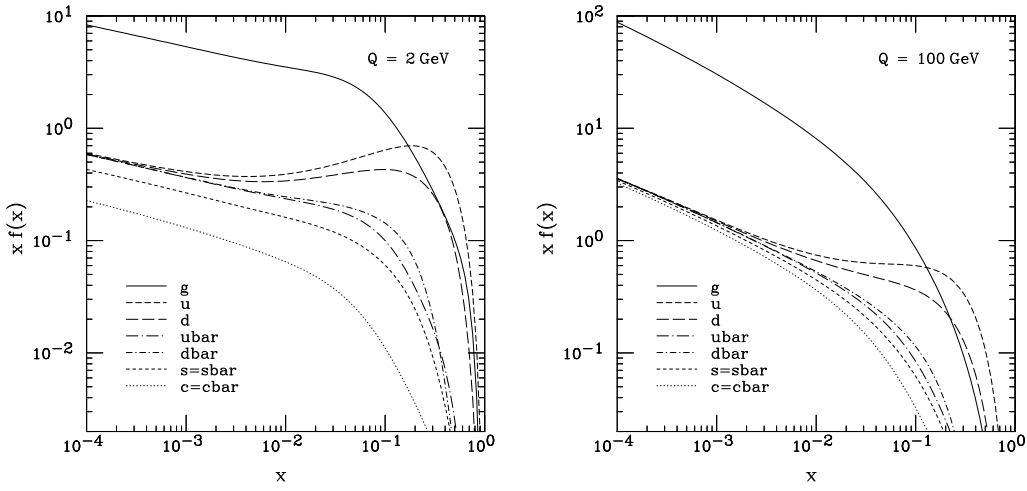 10^1
10^0
10^-1
10^-2
x f(x)
Q = 2 GeV
g
u
d
ubar
dbar
s=sbar
c=cbar
10^-4
10^-3
10^-2
10^-1
10^0
x
10^2
10^1
10^0
10^-1
x f(x)
Q = 100 GeV
g
u
d
ubar
dbar
s=sbar
c=cbar
10^-4
10^-3
10^-2
10^-1
10^0
x